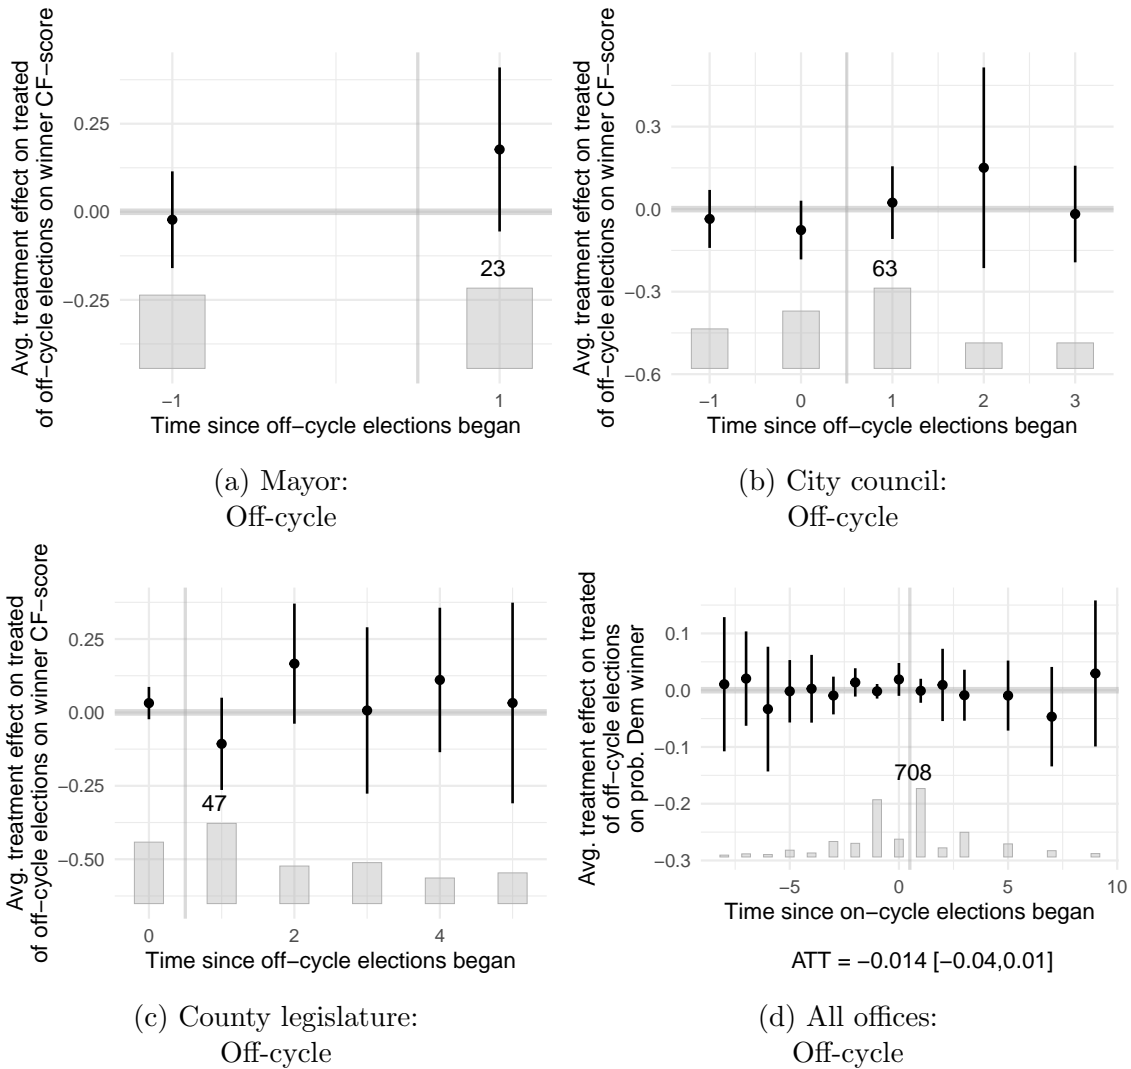 Avg. treatment effect on treated
of off−cycle elections on winner CF−score
0.25
0.00
−0.25
23
−1
1
Time since off−cycle elections began
(a) Mayor:
Off-cycle
Avg. treatment effect on treated
of off−cycle elections on winner CF−score
0.3
0.0
−0.3
−0.6
63
−1
0
1
2
3
Time since off−cycle elections began
(b) City council:
Off-cycle
Avg. treatment effect on treated
of off−cycle elections on winner CF−score
0.25
0.00
−0.25
−0.50
47
0
2
4
Time since off−cycle elections began
(c) County legislature:
Off-cycle
Avg. treatment effect on treated
of off−cycle elections
on prob. Dem winner
0.1
0.0
−0.1
−0.2
−0.3
708
−5
0
5
10
Time since on−cycle elections began
ATT = −0.014 [−0.04,0.01]
(d) All offices:
Off-cycle